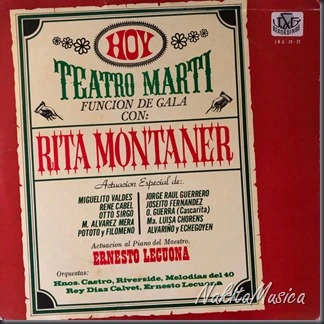 HOY
TEATRO MARTI
FUNCION DE GALA
CON:
RITA MONTANER
Actuacion Especial de:
MIGUELITO VALDES
RENE CABEL
OTTO SIRGO
M. ALVAREZ MERA
POTOTO y FILOMENO
JORGE RAUL GUERRERO
JOSEITO FERNANDEZ
O. GUERRA (Cascarita)
Ma. LUISA CHORENS
ALVARIÑO y ECHEGOYEN
Actuacion al Piano del Maestro.
ERNESTO LECUONA
Orquestas:
Hnos. Castro, Riverside, Melodias del 40
Rey Diaz Calvet, Ernesto Lecuona
NaKitaMusica